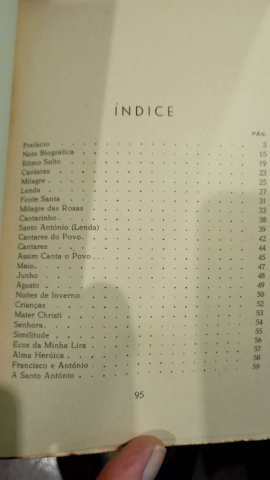 ÍNDICE
PÁG.
Prefácio . . . . . . . . . . 5
Nota Biográfica . . . . . . . . . . 15
Ritmo Solto . . . . . . . . . . 19
Cantares . . . . . . . . . . 23
Milagre . . . . . . . . . . 25
Lenda . . . . . . . . . . 27
Fonte Santa . . . . . . . . . . 31
Milagre das Rosas . . . . . . . . . . 33
Cantarinho . . . . . . . . . . 38
Santo António (Lenda) . . . . . . . . . . 39
Cantares do Povo . . . . . . . . . . 42
Cantares . . . . . . . . . . 44
Assim Canta o Povo . . . . . . . . . . 45
Maio . . . . . . . . . . 47
Junho . . . . . . . . . . 48
Agosto . . . . . . . . . . 49
Noites de Inverno . . . . . . . . . . 50
Crianças . . . . . . . . . . 52
Mater Christi . . . . . . . . . . 53
Senhora . . . . . . . . . . 54
Similitude . . . . . . . . . . 56
Ecos da Minha Lira . . . . . . . . . . 57
Alma Heróica . . . . . . . . . . 58
Francisco e António . . . . . . . . . . 59
A Santo António . . . . . . . . . .
95